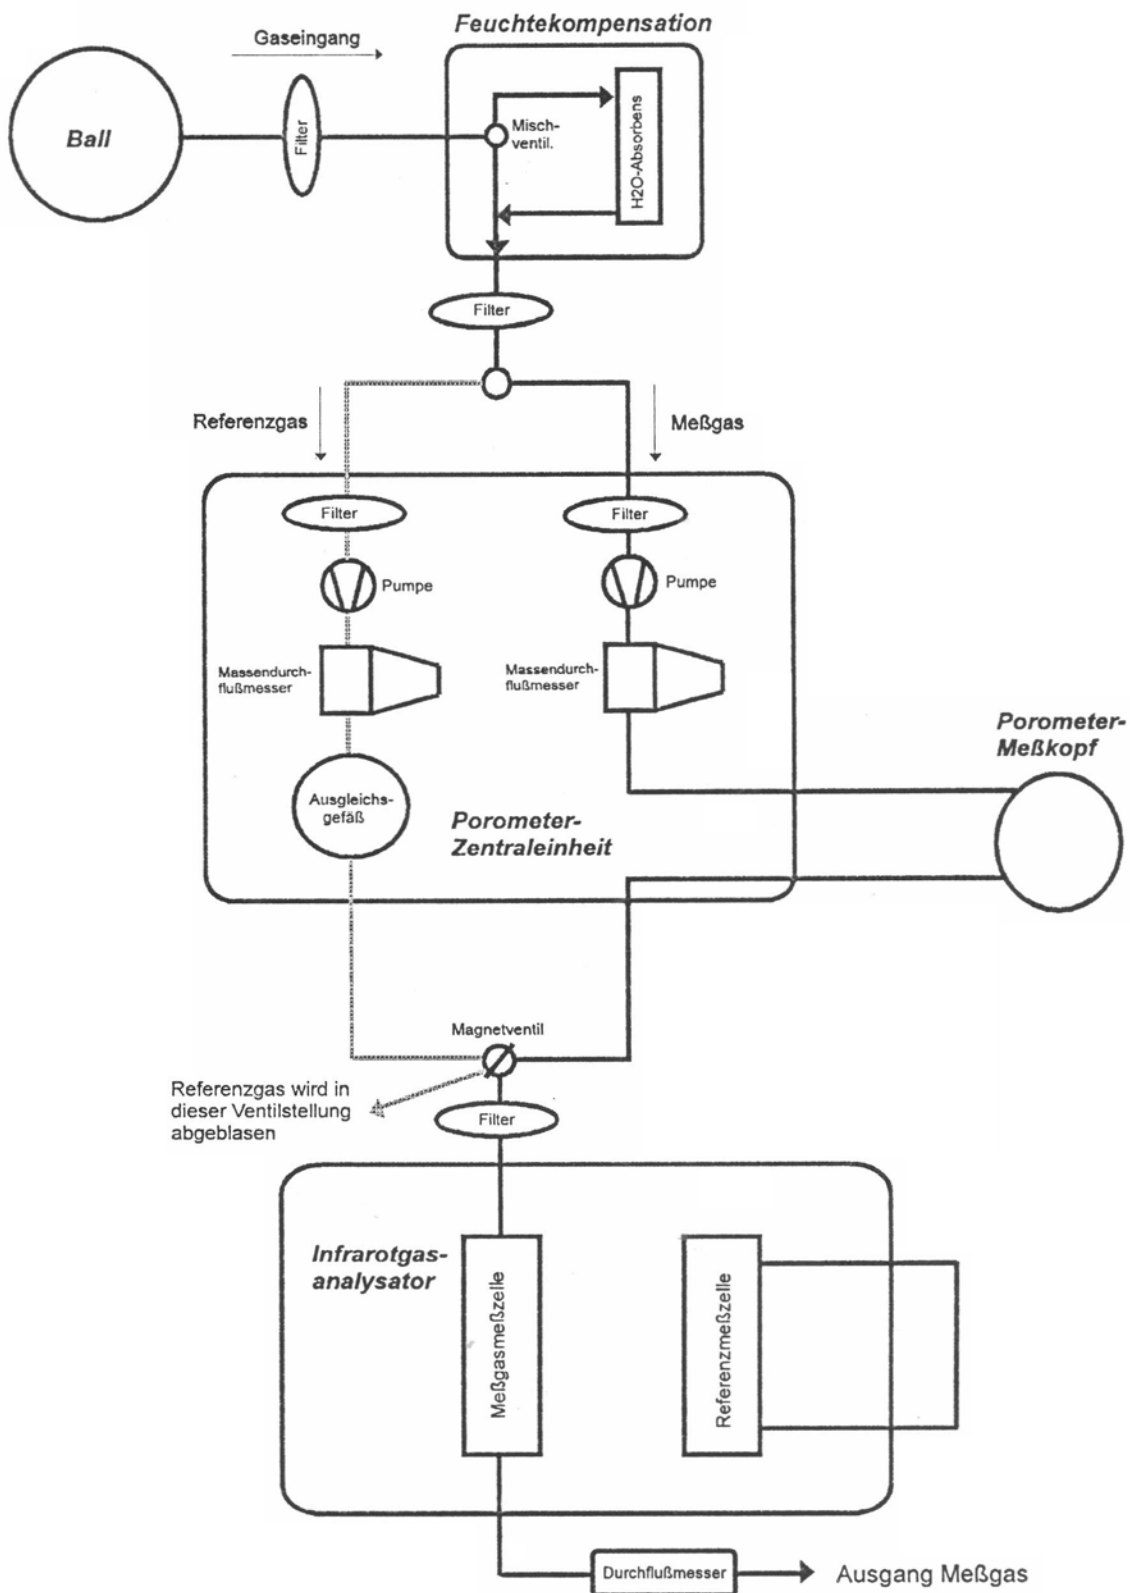 Feuchtekompensation
Gaseingang
Ball
Filter
Misch-
ventil.
H2O-Absorbens
Filter
Referenzgas
Meßgas
Filter
Filter
Pumpe
Pumpe
Massendurch-
flußmesser
Massendurch-
flußmesser
Porometer-
Meßkopf
Ausgleichs-
gefäß
Porometer-
Zentraleinheit
Magnetventil
Referenzgas wird in
dieser Ventilstellung
abgeblasen
Filter
Infrarotgas-
analysator
Meßgasmeßzelle
Referenzmeßzelle
Durchflußmesser
Ausgang Meßgas